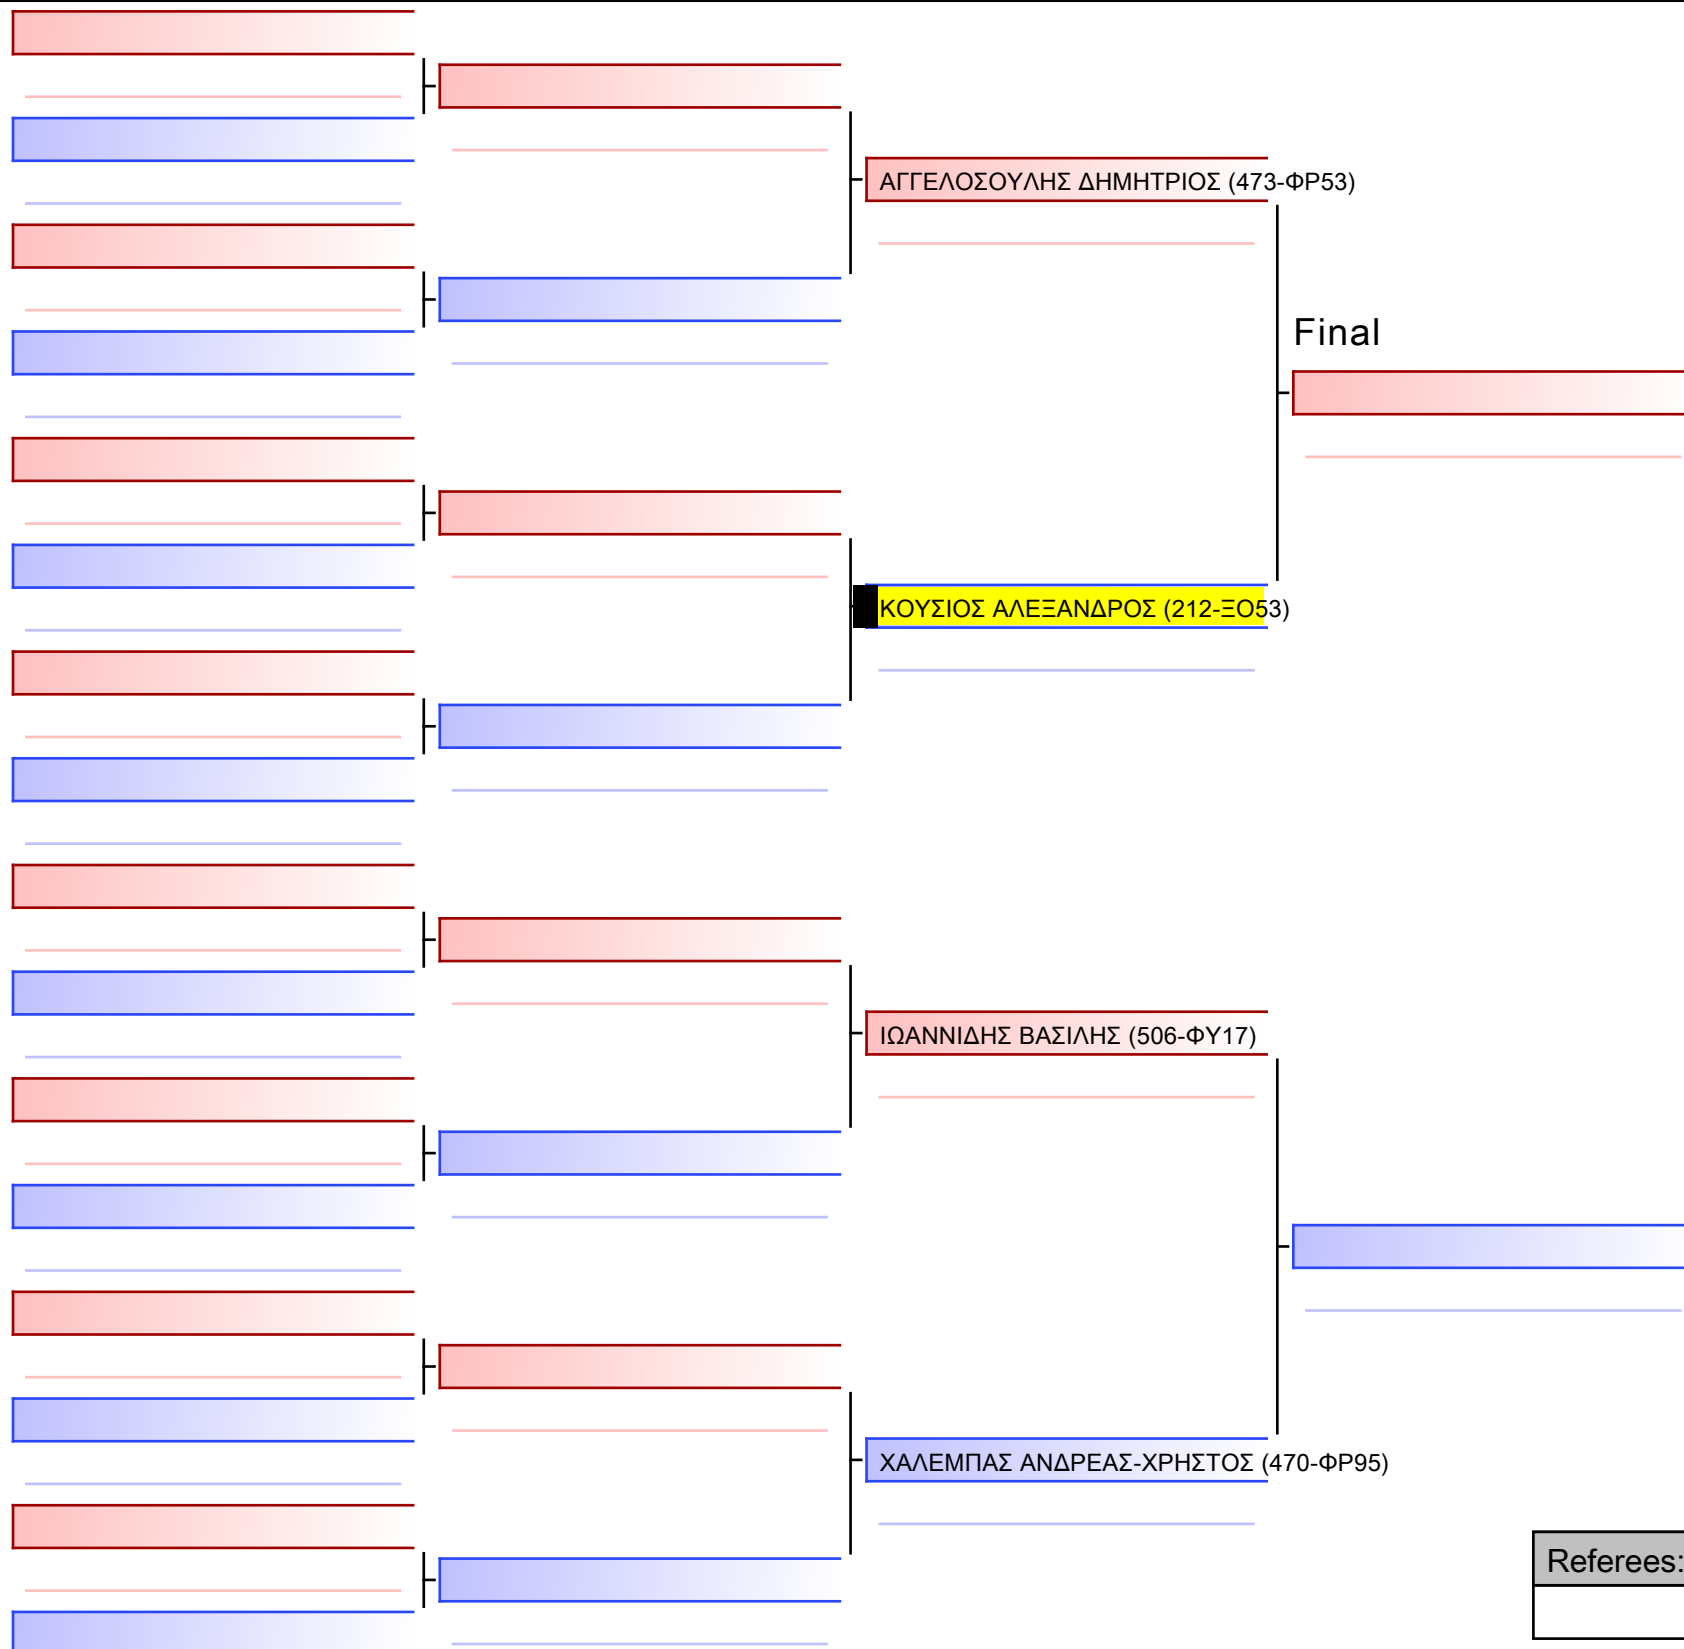 ΑΓΓΕΛΟΣΟΥΛΗΣ ΔΗΜΗΤΡΙΟΣ (473-ΦΡ53)
Final
ΚΟΥΣΙΟΣ ΑΛΕΞΑΝΔΡΟΣ (212-ΞΟ53)
ΙΩΑΝΝΙΔΗΣ ΒΑΣΙΛΗΣ (506-ΦΥ17)
ΧΑΛΕΜΠΑΣ ΑΝΔΡΕΑΣ-ΧΡΗΣΤΟΣ (470-ΦΡ95)
Referees: